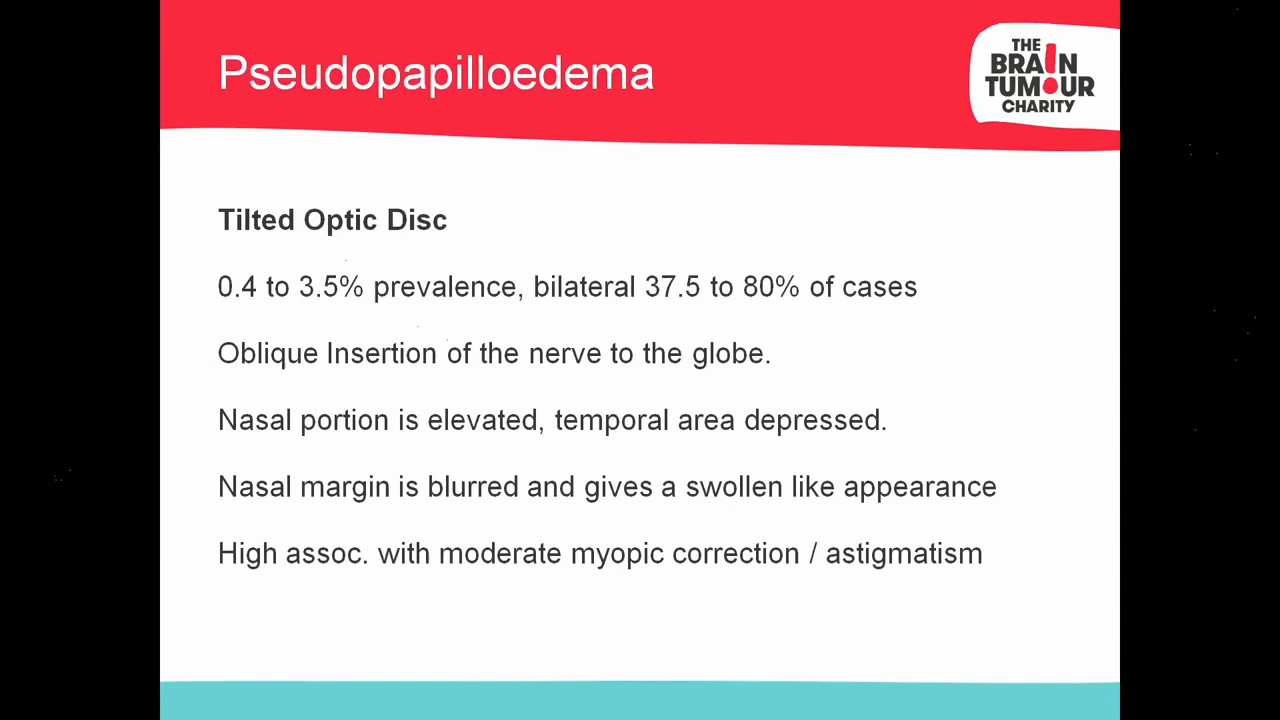 Pseudopapilloedema
THE
BRAIN
TUMOUR
CHARITY
Tilted Optic Disc
0.4 to 3.5% prevalence, bilateral 37.5 to 80% of cases
Oblique Insertion of the nerve to the globe.
Nasal portion is elevated, temporal area depressed.
Nasal margin is blurred and gives a swollen like appearance
High assoc. with moderate myopic correction / astigmatism